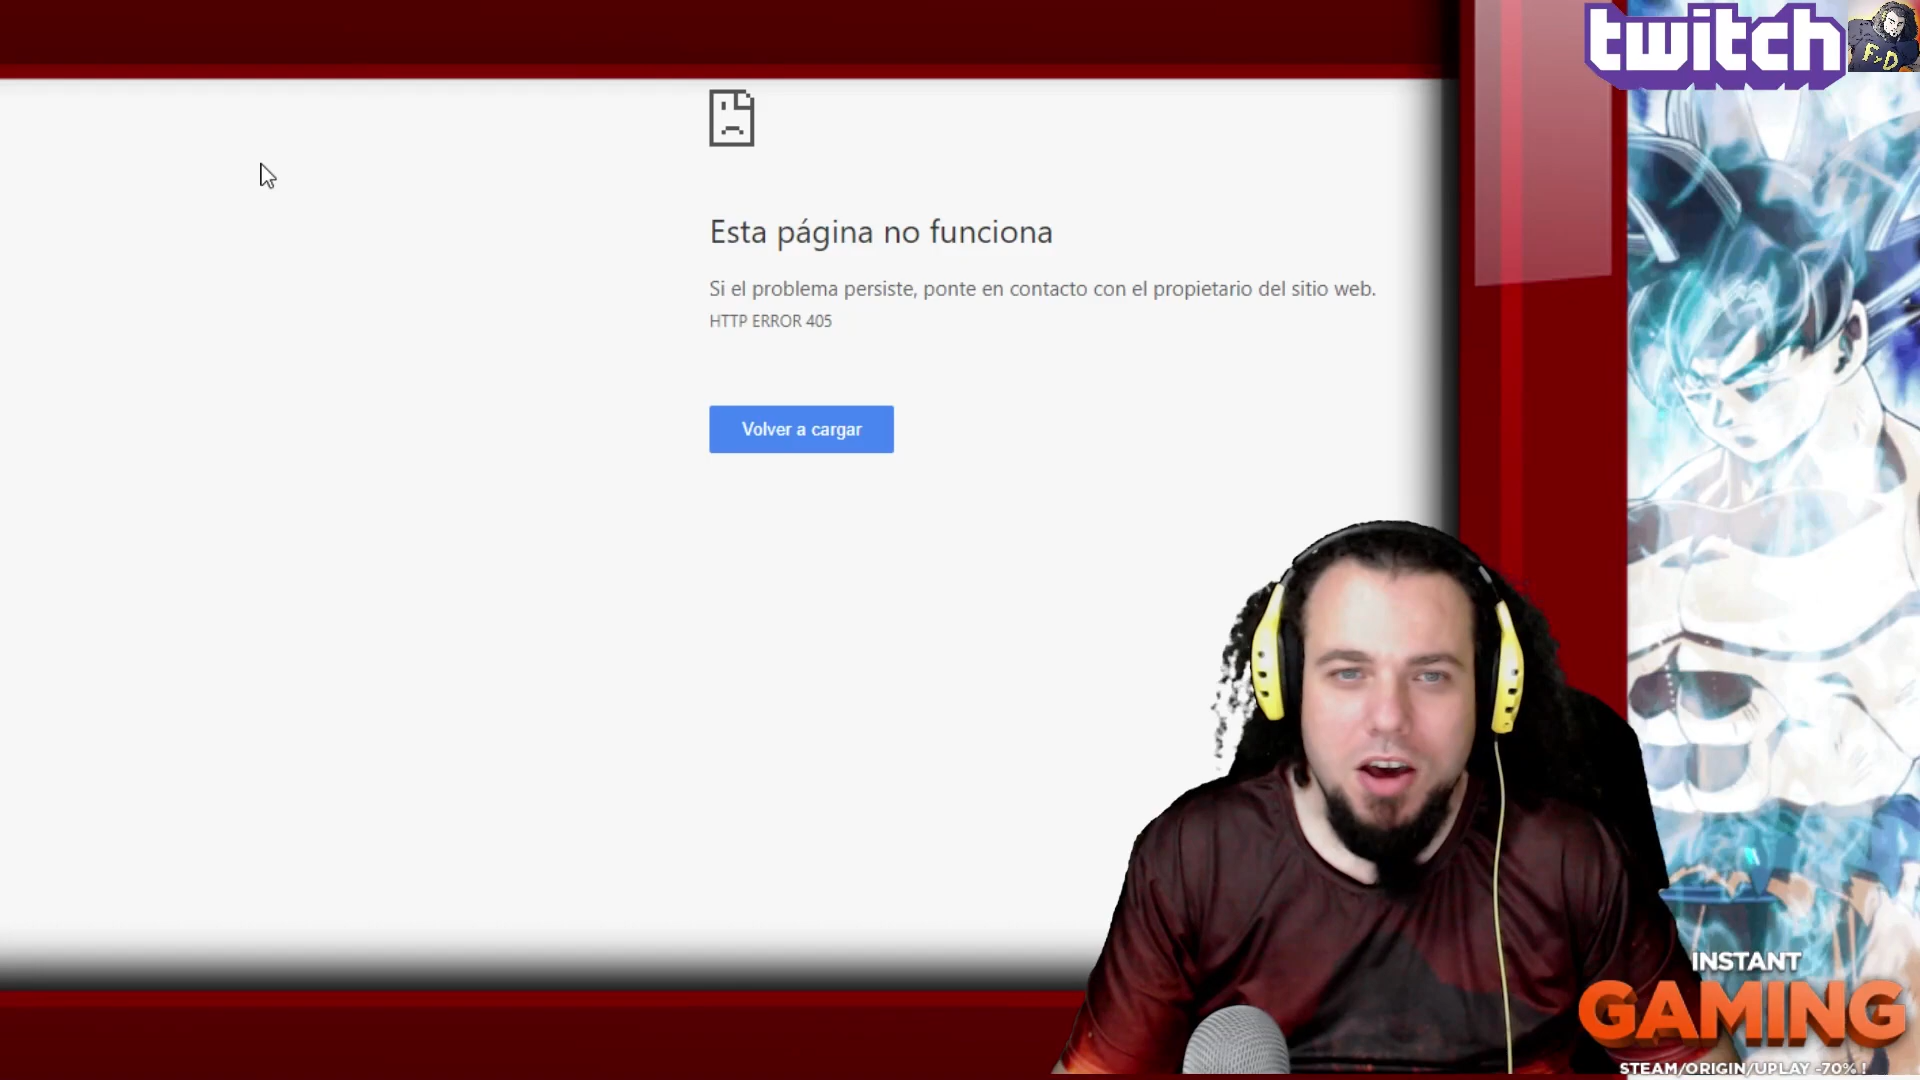 twitch
FyD
Esta página no funciona
Si el problema persiste, ponte en contacto con el propietario del sitio web.
HTTP ERROR 405
Volver a cargar
INSTANT
GAMING
STEAM/ORIGIN/UPLAY -70% !